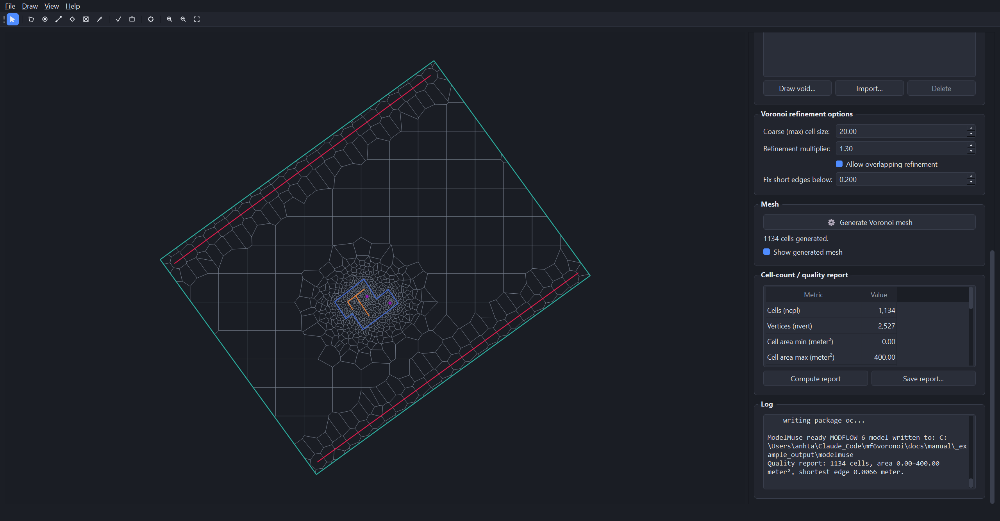 File Draw View Help
Draw void... Import... Delete
Voronoi refinement options
Coarse (max) cell size: 20.00
Refinement multiplier: 1.30
Allow overlapping refinement
Fix short edges below: 0.200
Mesh
Generate Voronoi mesh
1134 cells generated.
Show generated mesh
Cell-count / quality report
Metric Value
Cells (ncpl) 1,134
Vertices (nvert) 2,527
Cell area min (meter²) 0.00
Cell area max (meter²) 400.00
Compute report Save report...
Log
writing package oc...
ModelMuse-ready MODFLOW 6 model written to: C:
\Users\anhta\Claude_Code\mf6voronoi\docs\manual\_ex
ample_output\modelmuse
Quality report: 1134 cells, area 0.00–400.00
meter², shortest edge 0.0066 meter.